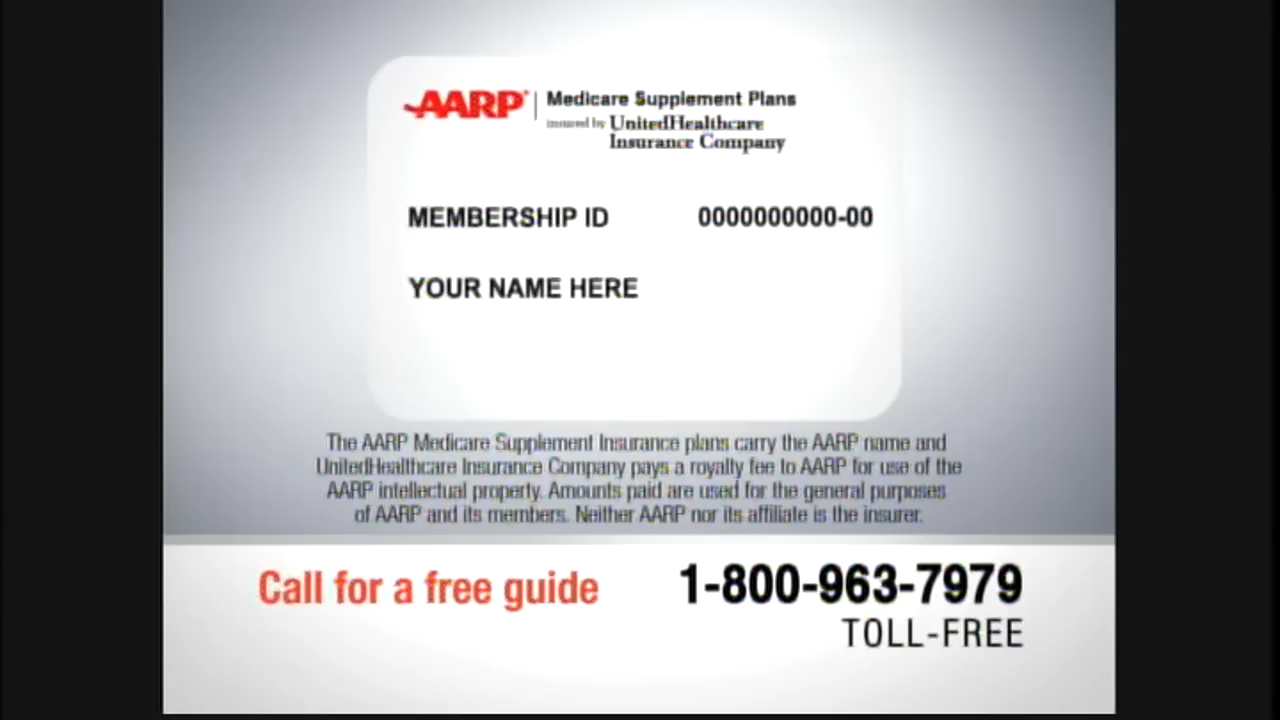 AARP® | Medicare Supplement Plans
insured by UnitedHealthcare
Insurance Company
MEMBERSHIP ID 0000000000-00
YOUR NAME HERE
The AARP Medicare Supplement Insurance plans carry the AARP name and
UnitedHealthcare Insurance Company pays a royalty fee to AARP for use of the
AARP intellectual property. Amounts paid are used for the general purposes
of AARP and its members. Neither AARP nor its affiliate is the insurer.
Call for a free guide 1-800-963-7979
TOLL-FREE